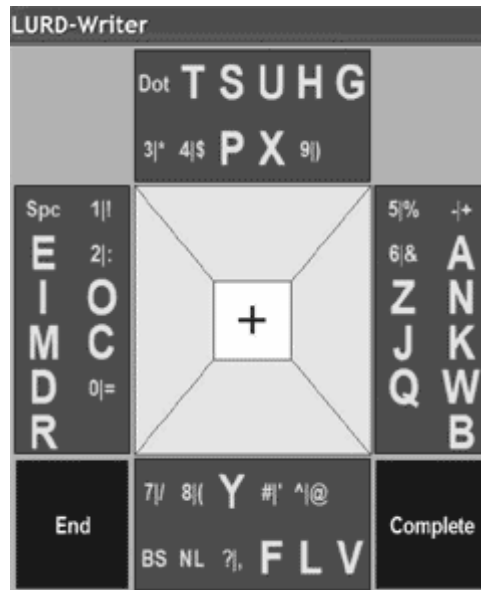 LURD-Writer
Dot T S U H G
3|* 4|$ P X 9|)
Spc 1|!
E 2|:
I O
M C
D 0|=
R
+
5|% -|+
6|& A
Z N
J K
Q W
B
7|/ 8|( Y #|' ^|@
BS NL ?|, F L V
End
Complete